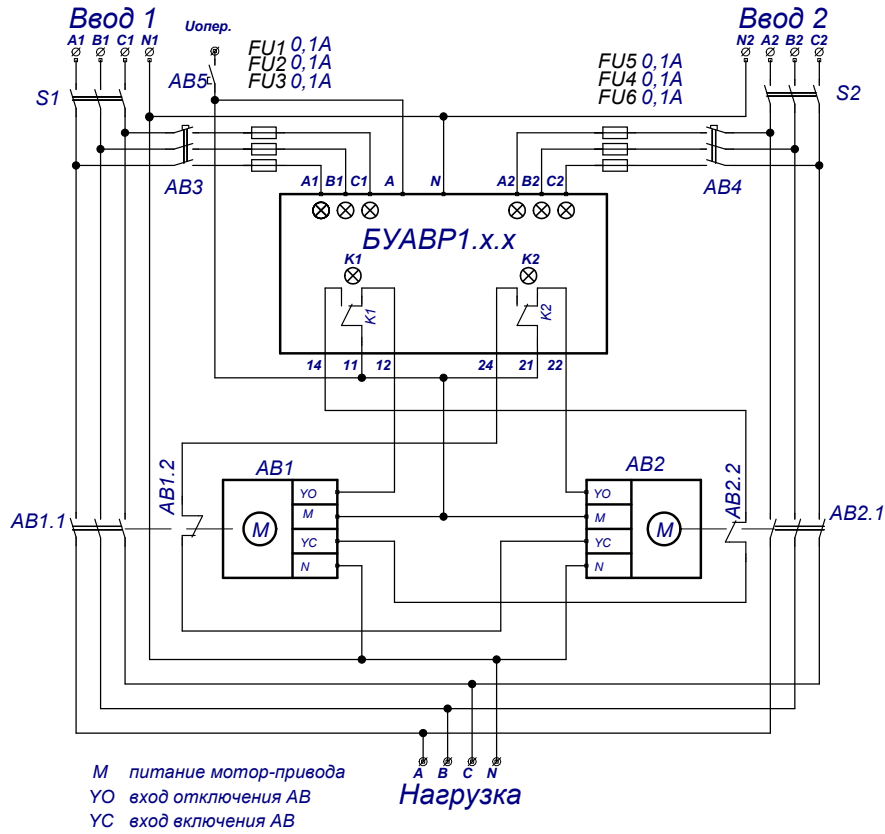 Ввод 1
Ввод 2
A1 B1 C1 N1
Uопер.
N2 A2 B2 C2
FU1 0,1A
FU2 0,1A
FU3 0,1A
FU5 0,1A
FU4 0,1A
FU6 0,1A
S1
AB5
S2
AB3
AB4
A1 B1 C1 A N A2 B2 C2
БУАВР1.x.x
K1
K2
K1
K2
14 11 12 24 21 22
AB1.2
AB1
AB2
AB2.2
YO
M
YC
N
M
YO
M
YC
N
M
AB1.1
AB2.1
A B C N
Нагрузка
M питание мотор-привода
YO вход отключения АВ
YC вход включения АВ